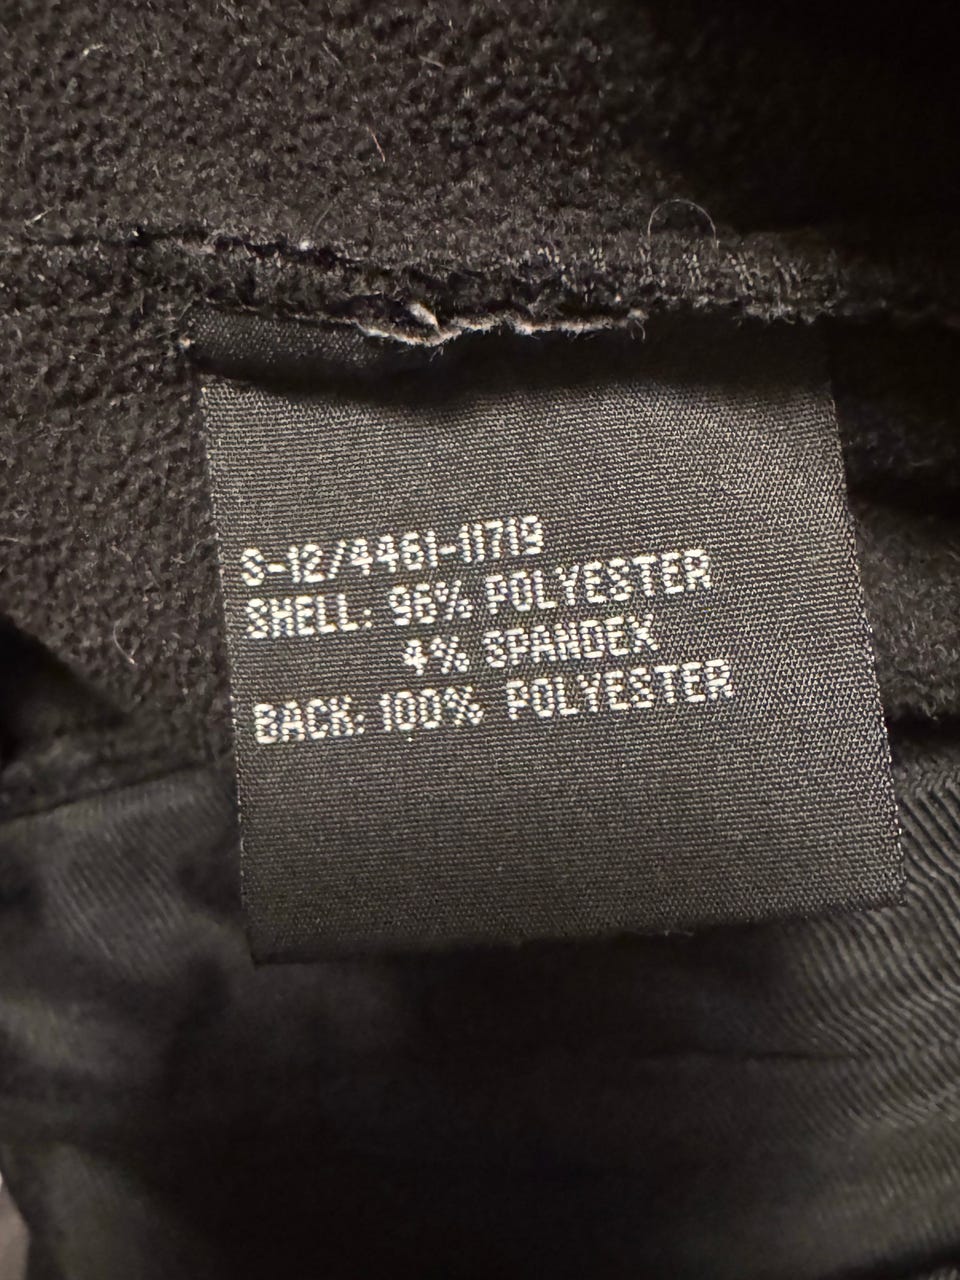 S-12/4461-11719
SHELL: 96% POLYESTER
4% SPANDEX
BACK: 100% POLYESTER